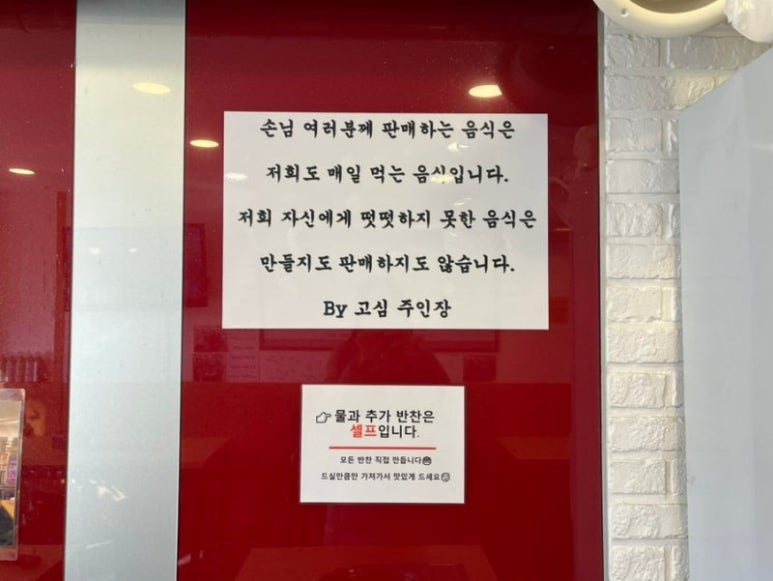 손님 여러분께 판매하는 음식은
저희도 매일 먹는 음식입니다.
저희 자신에게 떳떳하지 못한 음식은
만들지도 판매하지도 않습니다.
By 고심 주인장
👉물과 추가 반찬은
셀프입니다.
모든 반찬 직접 만듭니다
드실만큼만 가져가서 맛있게 드세요